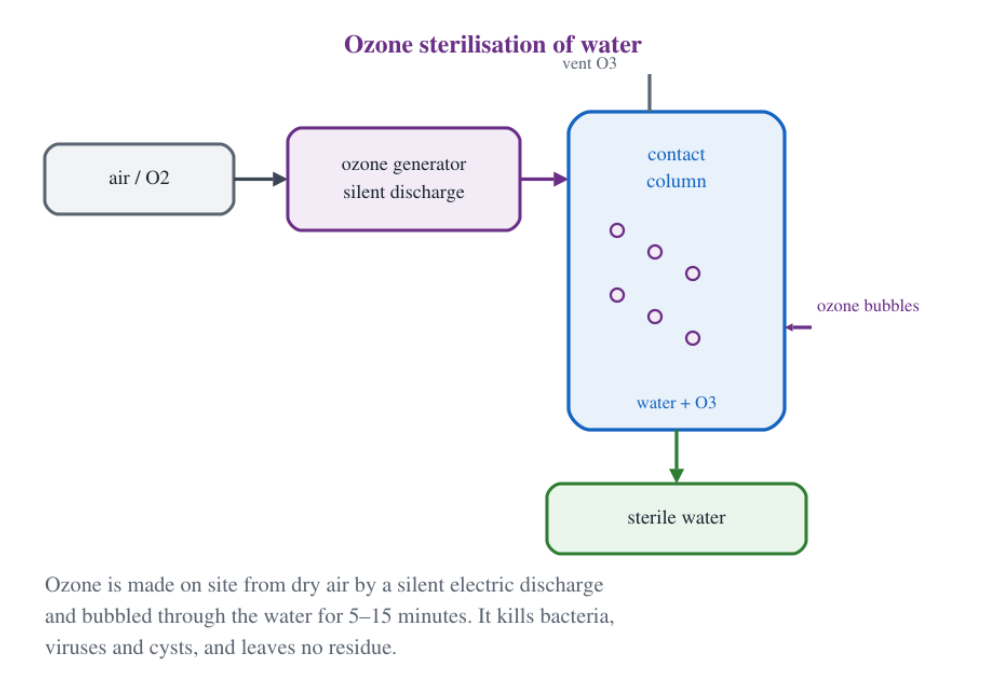 Ozone sterilisation of water
vent O3
air / O2
ozone generator
silent discharge
contact
column
ozone bubbles
water + O3
sterile water
Ozone is made on site from dry air by a silent electric discharge
and bubbled through the water for 5–15 minutes. It kills bacteria,
viruses and cysts, and leaves no residue.